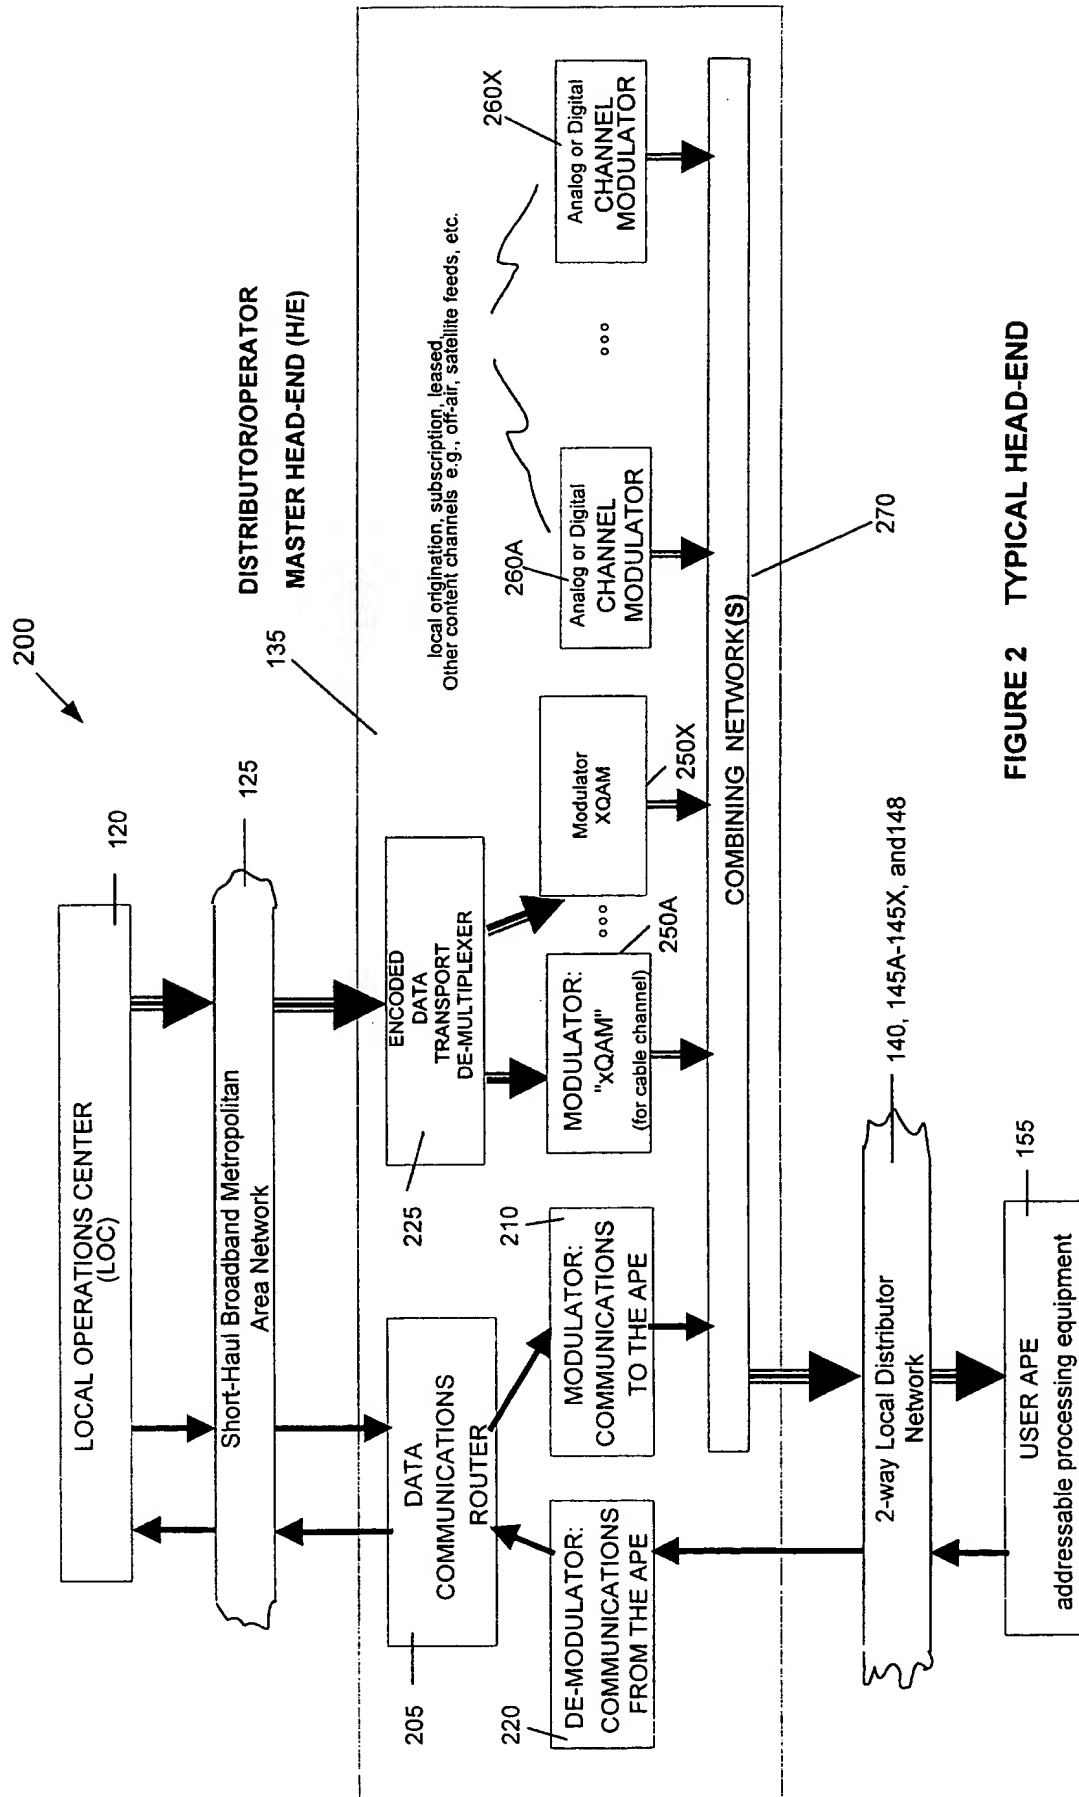 200
LOCAL OPERATIONS CENTER
(LOC)
120
Short-Haul Broadband Metropolitan
Area Network
125
DISTRIBUTOR/OPERATOR
MASTER HEAD-END (H/E)
135
DATA
COMMUNICATIONS
ROUTER
205
ENCODED
DATA
TRANSPORT
DE-MULTIPLEXER
225
local origination, subscription, leased,
Other content channels e.g., off-air, satellite feeds, etc.
DE-MODULATOR:
COMMUNICATIONS
FROM THE APE
220
MODULATOR:
COMMUNICATIONS
TO THE APE
210
MODULATOR:
"xQAM"
(for cable channel)
250A
ooo
Modulator
XQAM
250X
Analog or Digital
CHANNEL
MODULATOR
260A
ooo
Analog or Digital
CHANNEL
MODULATOR
260X
COMBINING NETWORK(S)
270
2-way Local Distributor
Network
140, 145A-145X, and148
USER APE
addressable processing equipment
155
FIGURE 2 TYPICAL HEAD-END